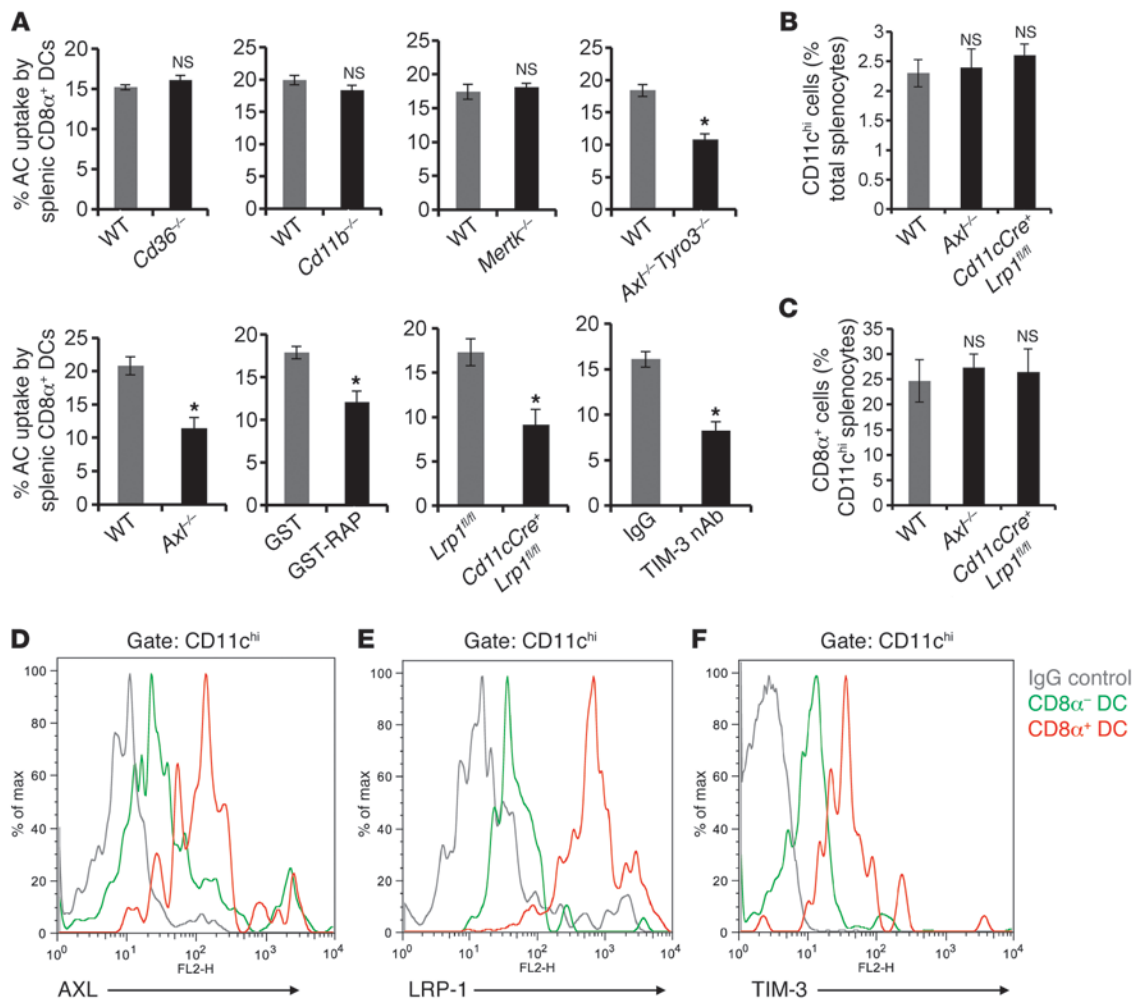 A
% AC uptake by
splenic CD8α⁺ DCs
20
15
10
5
0
NS
WT
Cd36⁻/⁻
25
20
15
10
5
0
NS
WT
Cd11b⁻/⁻
25
20
15
10
5
0
NS
WT
Mertk⁻/⁻
25
20
15
10
5
0
*
WT
Axl⁻/⁻Tyro3⁻/⁻
% AC uptake by
splenic CD8α⁺ DCs
25
20
15
10
5
0
*
WT
Axl⁻/⁻
20
15
10
5
0
*
GST
GST-RAP
20
15
10
5
0
*
Lrp1fl/fl
Cd11cCre⁺
Lrp1fl/fl
20
15
10
5
0
*
IgG
TIM-3 nAb
B
CD11chi cells (%
total splenocytes)
3
2.5
2
1.5
1
0.5
0
NS
NS
WT
Axl⁻/⁻
Cd11cCre⁺
Lrp1fl/fl
C
CD8α⁺ cells (%
CD11chi splenocytes)
35
30
25
20
15
10
5
0
NS
NS
WT
Axl⁻/⁻
Cd11cCre⁺
Lrp1fl/fl
D
Gate: CD11chi
% of max
100
80
60
40
20
0
10⁰ 10¹ 10² 10³ 10⁴
FL2-H
AXL
E
Gate: CD11chi
% of max
100
80
60
40
20
0
10⁰ 10¹ 10² 10³ 10⁴
FL2-H
LRP-1
F
Gate: CD11chi
% of max
100
80
60
40
20
0
10⁰ 10¹ 10² 10³ 10⁴
FL2-H
TIM-3
IgG control
CD8α⁻ DC
CD8α⁺ DC